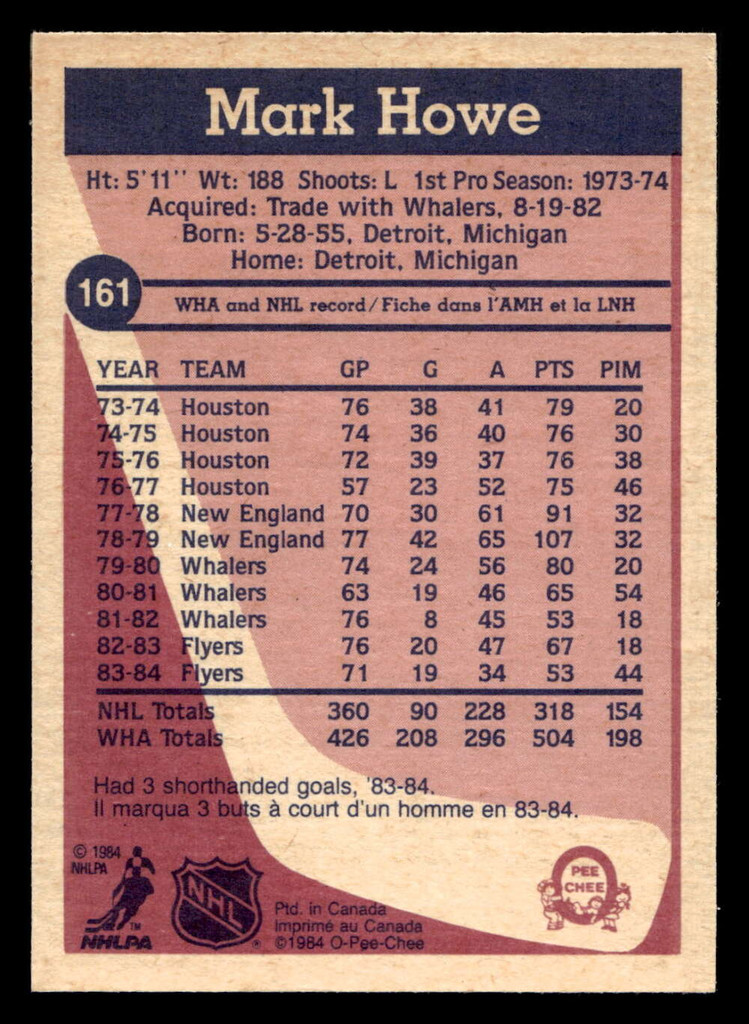 Mark Howe
Ht: 5'11'' Wt: 188 Shoots: L 1st Pro Season: 1973-74
Acquired: Trade with Whalers, 8-19-82
Born: 5-28-55, Detroit, Michigan
Home: Detroit, Michigan
161
WHA and NHL record/Fiche dans l'AMH et la LNH
YEAR TEAM GP G A PTS PIM
73-74 Houston 76 38 41 79 20
74-75 Houston 74 36 40 76 30
75-76 Houston 72 39 37 76 38
76-77 Houston 57 23 52 75 46
77-78 New England 70 30 61 91 32
78-79 New England 77 42 65 107 32
79-80 Whalers 74 24 56 80 20
80-81 Whalers 63 19 46 65 54
81-82 Whalers 76 8 45 53 18
82-83 Flyers 76 20 47 67 18
83-84 Flyers 71 19 34 53 44
NHL Totals 360 90 228 318 154
WHA Totals 426 208 296 504 198
Had 3 shorthanded goals, '83-84.
Il marqua 3 buts à court d'un homme en 83-84.
© 1984
NHLPA
TM
NHLPA
NHL
®
Ptd. in Canada
Imprimé au Canada
©1984 O-Pee-Chee
PEE
CHEE